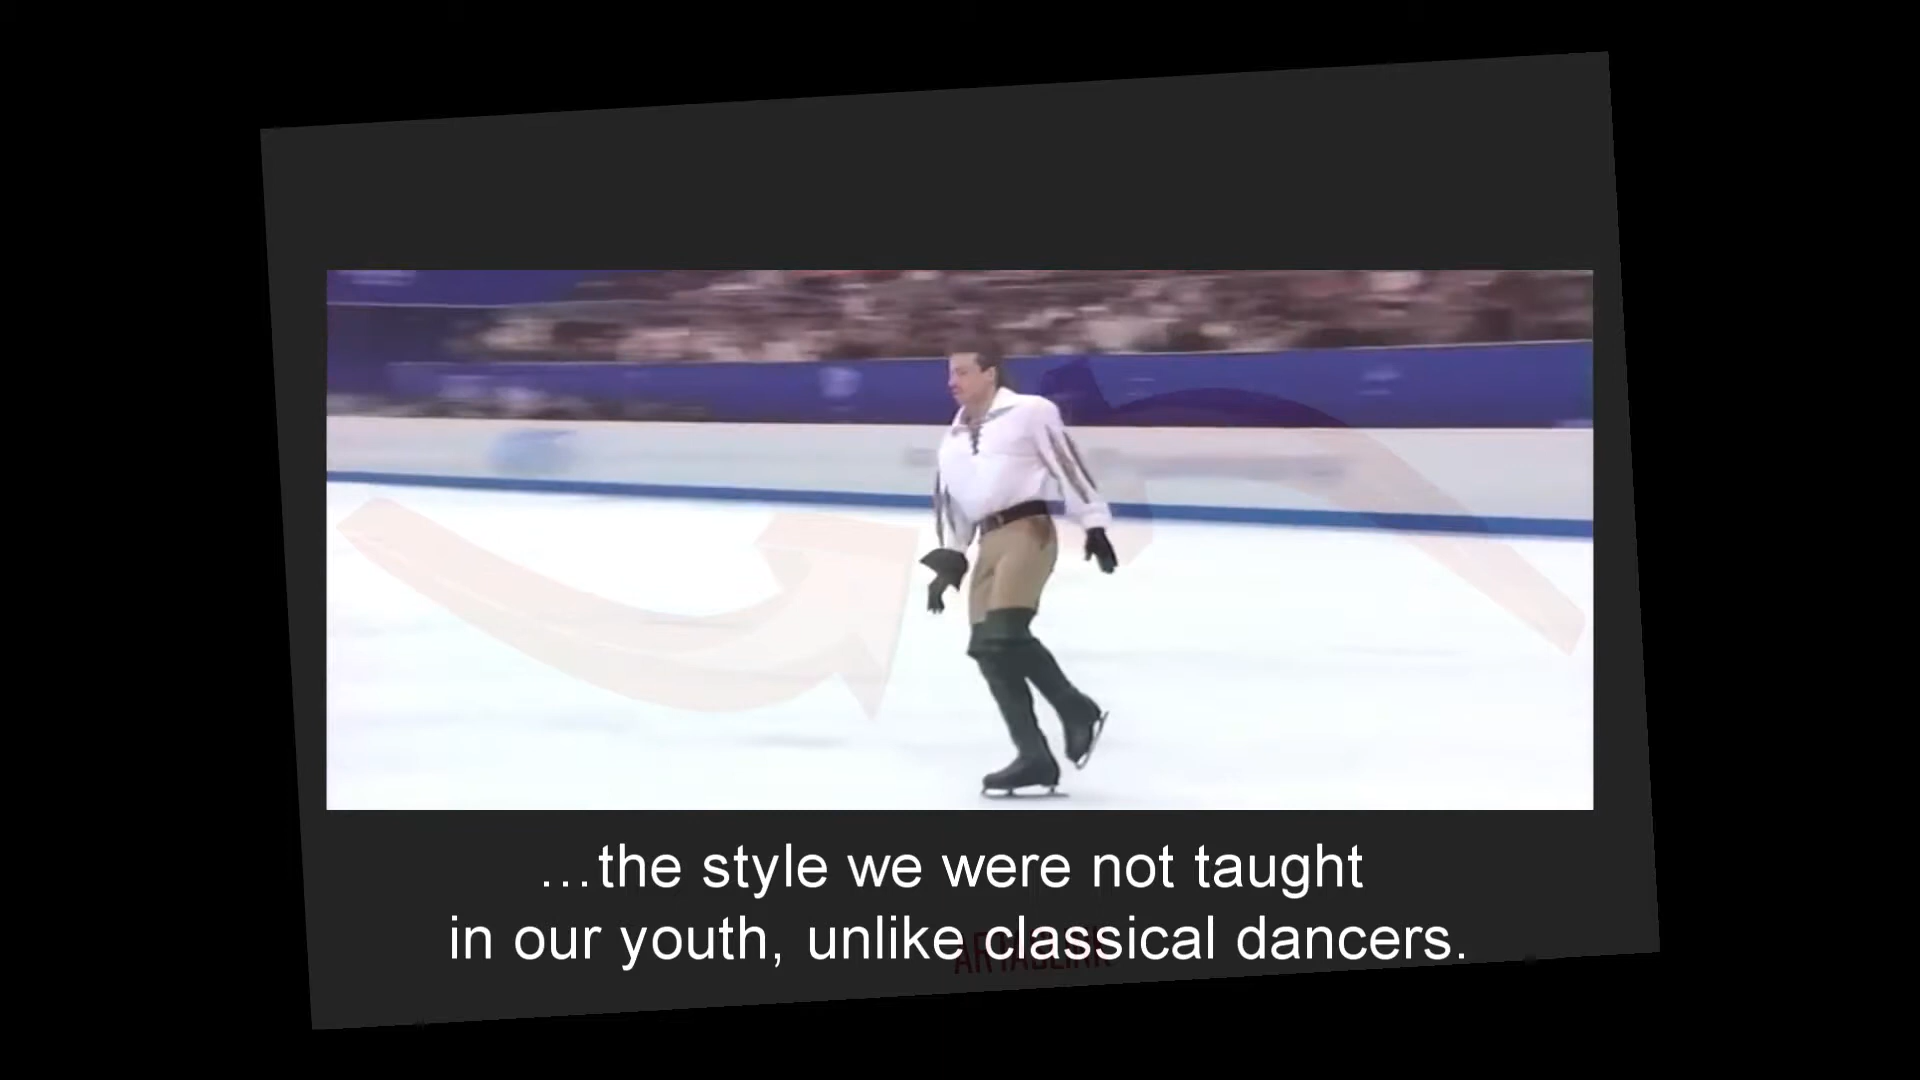 …the style we were not taught
in our youth, unlike classical dancers.